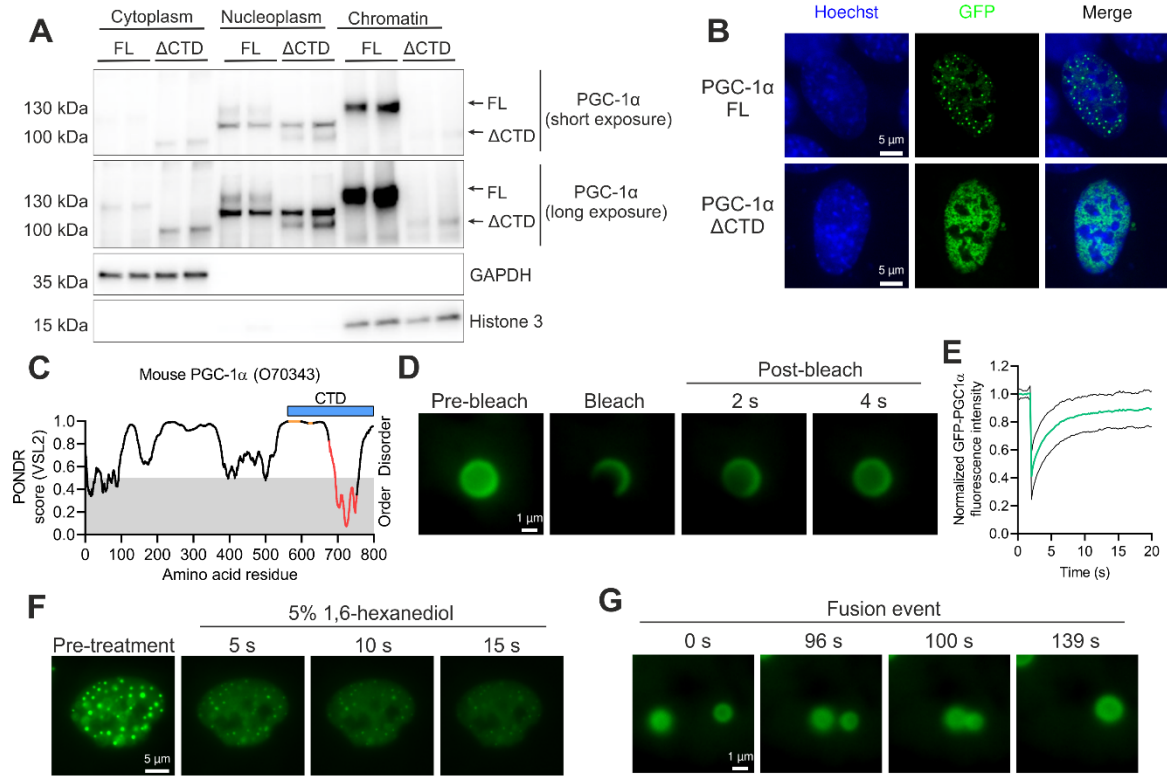 A
Cytoplasm Nucleoplasm Chromatin
FL ΔCTD FL ΔCTD FL ΔCTD
130 kDa
100 kDa
FL
ΔCTD
PGC-1α
(short exposure)
130 kDa
100 kDa
FL
ΔCTD
PGC-1α
(long exposure)
35 kDa
GAPDH
15 kDa
Histone 3
B
Hoechst GFP Merge
PGC-1α
FL
5 µm
5 µm
PGC-1α
ΔCTD
5 µm
5 µm
C
Mouse PGC-1α (O70343)
CTD
PONDR
score (VSL2)
1.0
0.8
0.6
0.4
0.2
0.0
Disorder
Order
0 100 200 300 400 500 600 700 800
Amino acid residue
D
Post-bleach
Pre-bleach Bleach 2 s 4 s
1 µm
E
Normalized GFP-PGC1α
fluorescence intensity
1.2
1.0
0.8
0.6
0.4
0.2
0.0
0 5 10 15 20
Time (s)
F
5% 1,6-hexanediol
Pre-treatment 5 s 10 s 15 s
5 µm
G
Fusion event
0 s 96 s 100 s 139 s
1 µm